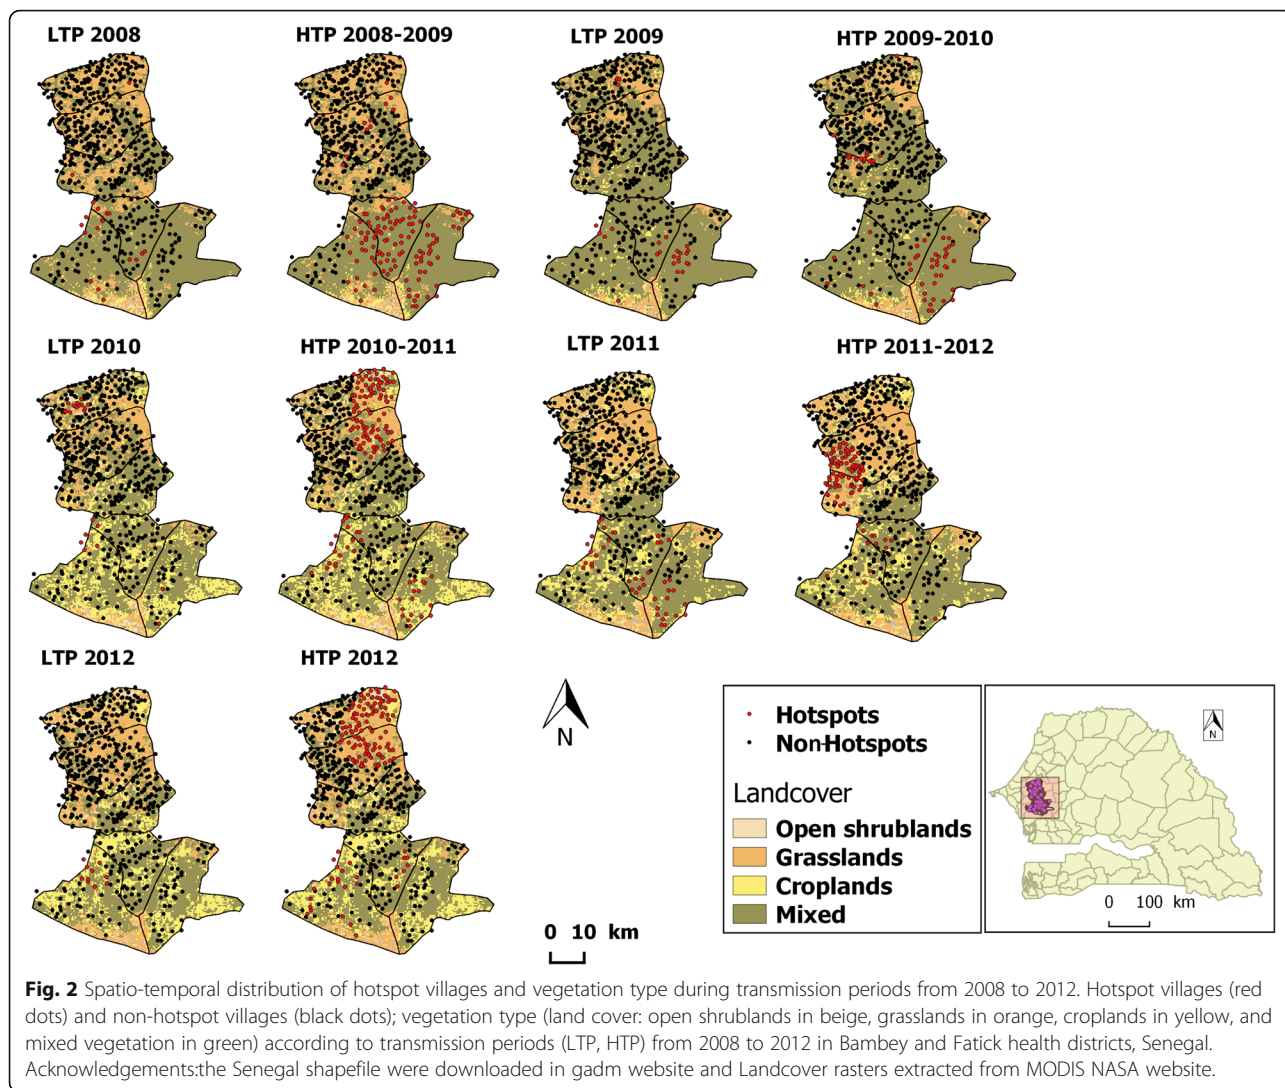 LTP 2008
HTP 2008-2009
LTP 2009
HTP 2009-2010
LTP 2010
HTP 2010-2011
LTP 2011
HTP 2011-2012
LTP 2012
HTP 2012
N
0 10 km
Hotspots
Non-Hotspots
Landcover
Open shrublands
Grasslands
Croplands
Mixed
N
0 100 km
Fig. 2 Spatio-temporal distribution of hotspot villages and vegetation type during transmission periods from 2008 to 2012. Hotspot villages (red
dots) and non-hotspot villages (black dots); vegetation type (land cover: open shrublands in beige, grasslands in orange, croplands in yellow, and
mixed vegetation in green) according to transmission periods (LTP, HTP) from 2008 to 2012 in Bambey and Fatick health districts, Senegal.
Acknowledgements:the Senegal shapefile were downloaded in gadm website and Landcover rasters extracted from MODIS NASA website.